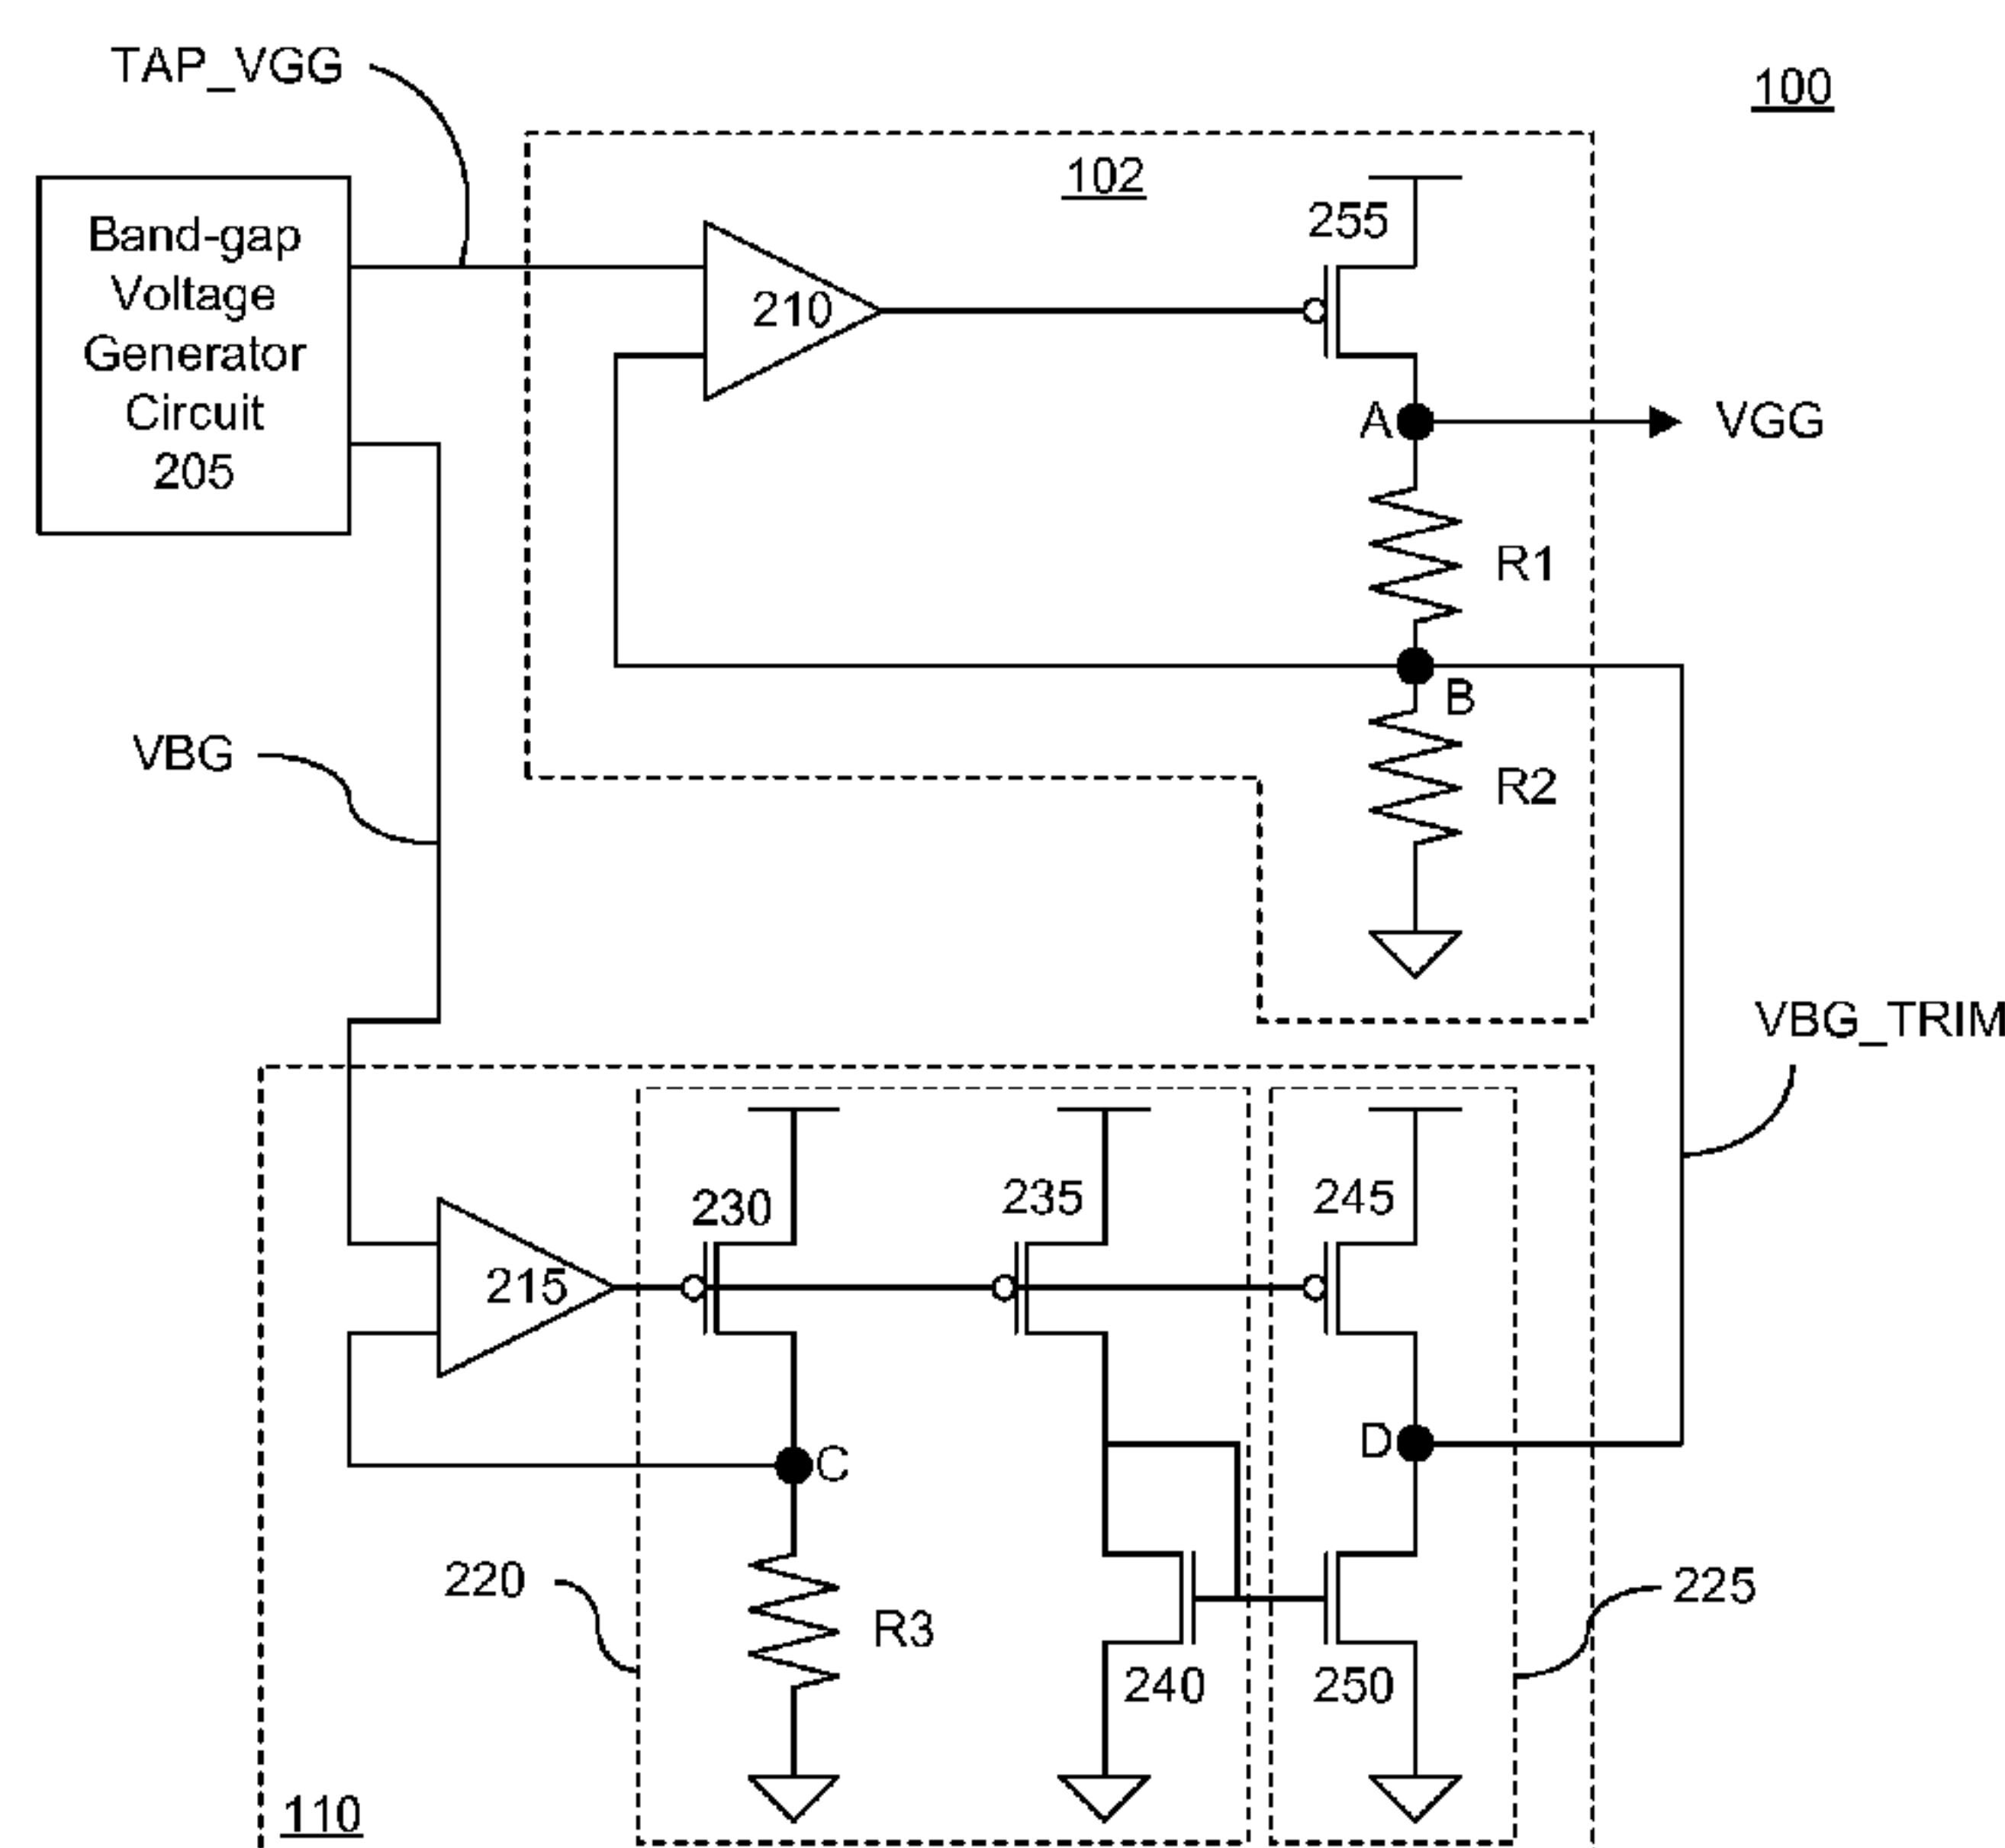 TAP_VGG
100
102
Band-gap
Voltage
Generator
Circuit
205
210
255
A
VGG
R1
B
R2
VBG
VBG_TRIM
230
235
245
215
C
D
220
R3
240
250
225
110